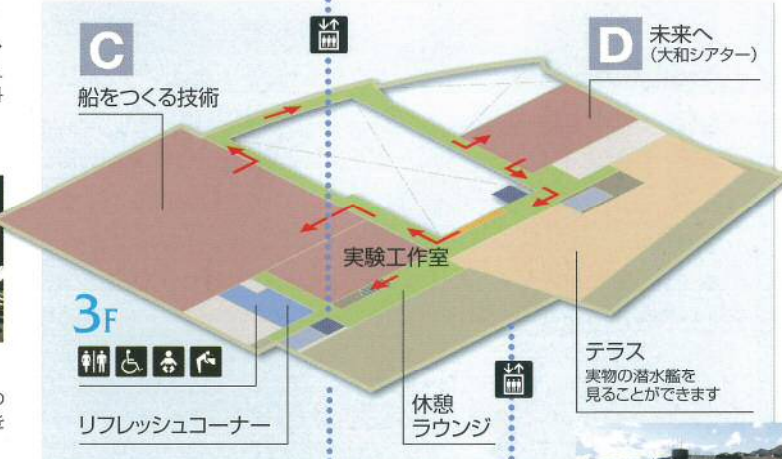 C
船をつくる技術
D
未来へ
（大和シアター）
実験工作室
3F
リフレッシュコーナー
休憩
ラウンジ
テラス
実物の潜水艦を
見ることができます
の
を